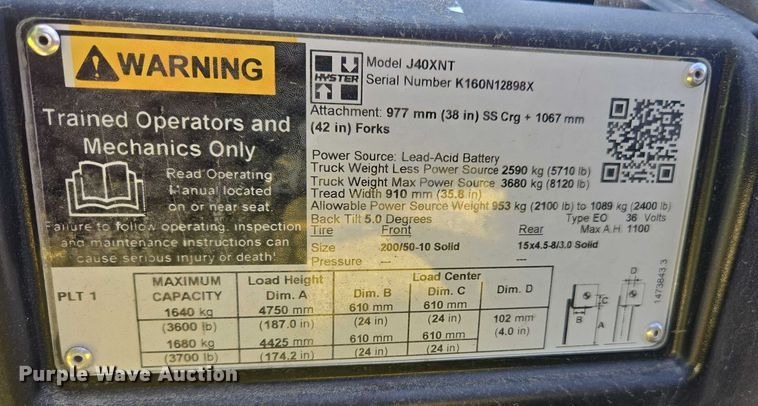 WARNING
Trained Operators and
Mechanics Only
Read Operating
Manual located
on or near seat.
Failure to follow operating, inspection
and maintenance instructions can
cause serious injury or death!
HYSTER
Model J40XNT
Serial Number K160N12898X
Attachment: 977 mm (38 in) SS Crg + 1067 mm
(42 in) Forks
Power Source: Lead-Acid Battery
Truck Weight Less Power Source 2590 kg (5710 lb)
Truck Weight Max Power Source 3680 kg (8120 lb)
Tread Width 910 mm (35.8 in)
Allowable Power Source Weight 953 kg (2100 lb) to 1089 kg (2400 lb)
Back Tilt 5.0 Degrees Type EO 36 Volts
Tire Front Rear Max A.H. 1100
Size 200/50-10 Solid 15x4.5-8/3.0 Solid
Pressure --- ---
PLT 1
MAXIMUM CAPACITY Load Height Dim. A Load Center Dim. B Dim. C Dim. D
1640 kg 4750 mm 610 mm 610 mm 102 mm
(3600 lb) (187.0 in) (24 in) (24 in) (4.0 in)
1680 kg 4425 mm 610 mm 610 mm
(3700 lb) (174.2 in) (24 in) (24 in)
D
C
B
A
1473843 3
Purple Wave Auction